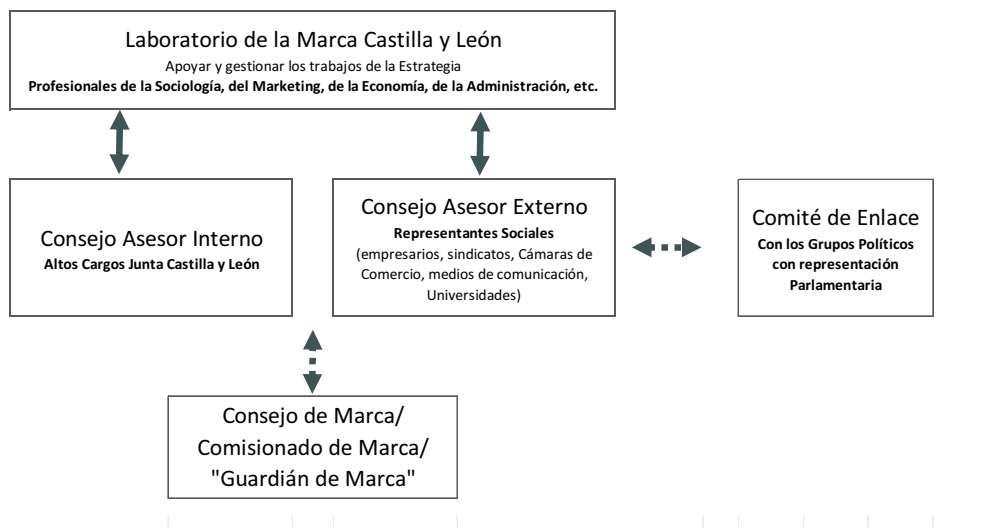 Laboratorio de la Marca Castilla y León
Apoyar y gestionar los trabajos de la Estrategia
Profesionales de la Sociología, del Marketing, de la Economía, de la Administración, etc.
Consejo Asesor Interno
Altos Cargos Junta Castilla y León
Consejo Asesor Externo
Representantes Sociales
(empresarios, sindicatos, Cámaras de
Comercio, medios de comunicación,
Universidades)
Comité de Enlace
Con los Grupos Políticos
con representación
Parlamentaria
Consejo de Marca/
Comisionado de Marca/
"Guardián de Marca"